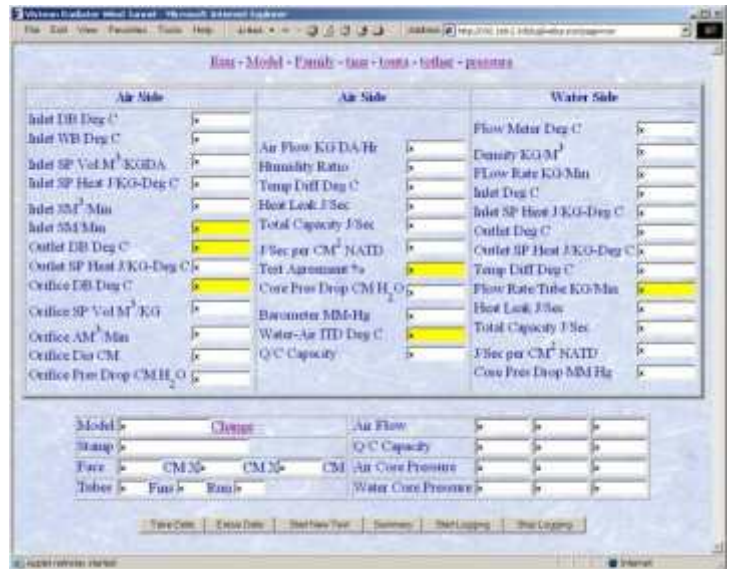 Visteon Radiator Wind Tunnel - Microsoft Internet Explorer
File Edit View Favorites Tools Help Address
Runs - Model - Family - - - - pressure
Air Side
Inlet DB Deg C
Inlet WB Deg C
Inlet SP Vol M³/KGDA
Inlet SP Heat J/KG-Deg C
Inlet SM³/Min
Inlet SM/Min
Outlet DB Deg C
Outlet SP Heat J/KG-Deg C
Orifice DB Deg C
Orifice SP Vol M³/KG
Orifice AM³/Min
Orifice Dia CM
Orifice Pres Drop CM H₂O
Air Side
Air Flow KG DA/Hr
Humidity Ratio
Temp Diff Deg C
Heat Leak J/Sec
Total Capacity J/Sec
J/Sec per CM² NATD
Test Agreement %
Core Pres Drop CM H₂O
Barometer MM-Hg
Water-Air ITD Deg C
Q/C Capacity
Water Side
Flow Meter Deg C
Density KG/M³
FLow Rate KG/Min
Inlet Deg C
Inlet SP Heat J/KG-Deg C
Outlet Deg C
Outlet SP Heat J/KG-Deg C
Temp Diff Deg C
Flow Rate/Tube KG/Min
Heat Leak J/Sec
Total Capacity J/Sec
J/Sec per CM² NATD
Core Pres Drop MM Hg
Model Change Air Flow
Stamp Q/C Capacity
Face CM X CM X CM Air Core Pressure
Tubes Fins Rows Water Core Pressure
Take Data Erase Data Start New Test Summary Start Logging Stop Logging
Internet